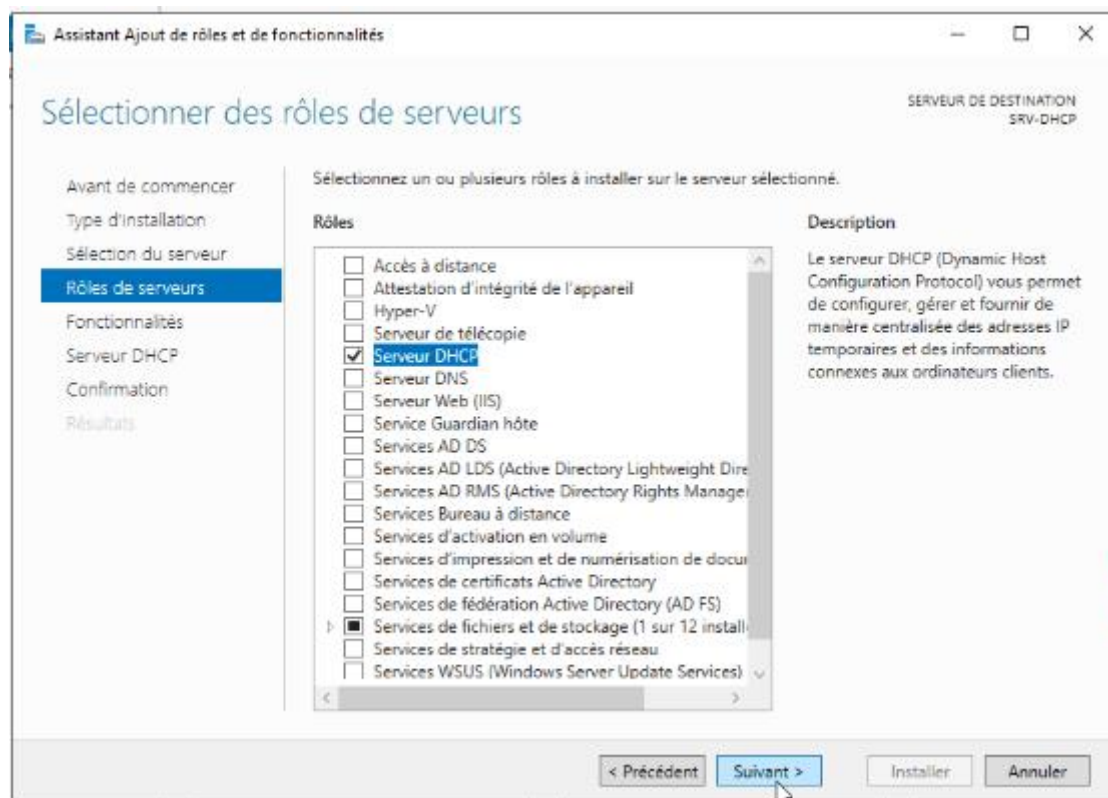 Assistant Ajout de rôles et de fonctionnalités
Sélectionner des rôles de serveurs
SERVEUR DE DESTINATION
SRV-DHCP
Avant de commencer
Type d'installation
Sélection du serveur
Rôles de serveurs
Fonctionnalités
Serveur DHCP
Confirmation
Résultats
Sélectionnez un ou plusieurs rôles à installer sur le serveur sélectionné.
Rôles
Accès à distance
Attestation d'intégrité de l'appareil
Hyper-V
Serveur de télécopie
Serveur DHCP
Serveur DNS
Serveur Web (IIS)
Service Guardian hôte
Services AD DS
Services AD LDS (Active Directory Lightweight Dire
Services AD RMS (Active Directory Rights Manage
Services Bureau à distance
Services d'activation en volume
Services d'impression et de numérisation de docu
Services de certificats Active Directory
Services de fédération Active Directory (AD FS)
Services de fichiers et de stockage (1 sur 12 install
Services de stratégie et d'accès réseau
Services WSUS (Windows Server Update Services)
Description
Le serveur DHCP (Dynamic Host
Configuration Protocol) vous permet
de configurer, gérer et fournir de
manière centralisée des adresses IP
temporaires et des informations
connexes aux ordinateurs clients.
< Précédent
Suivant >
Installer
Annuler